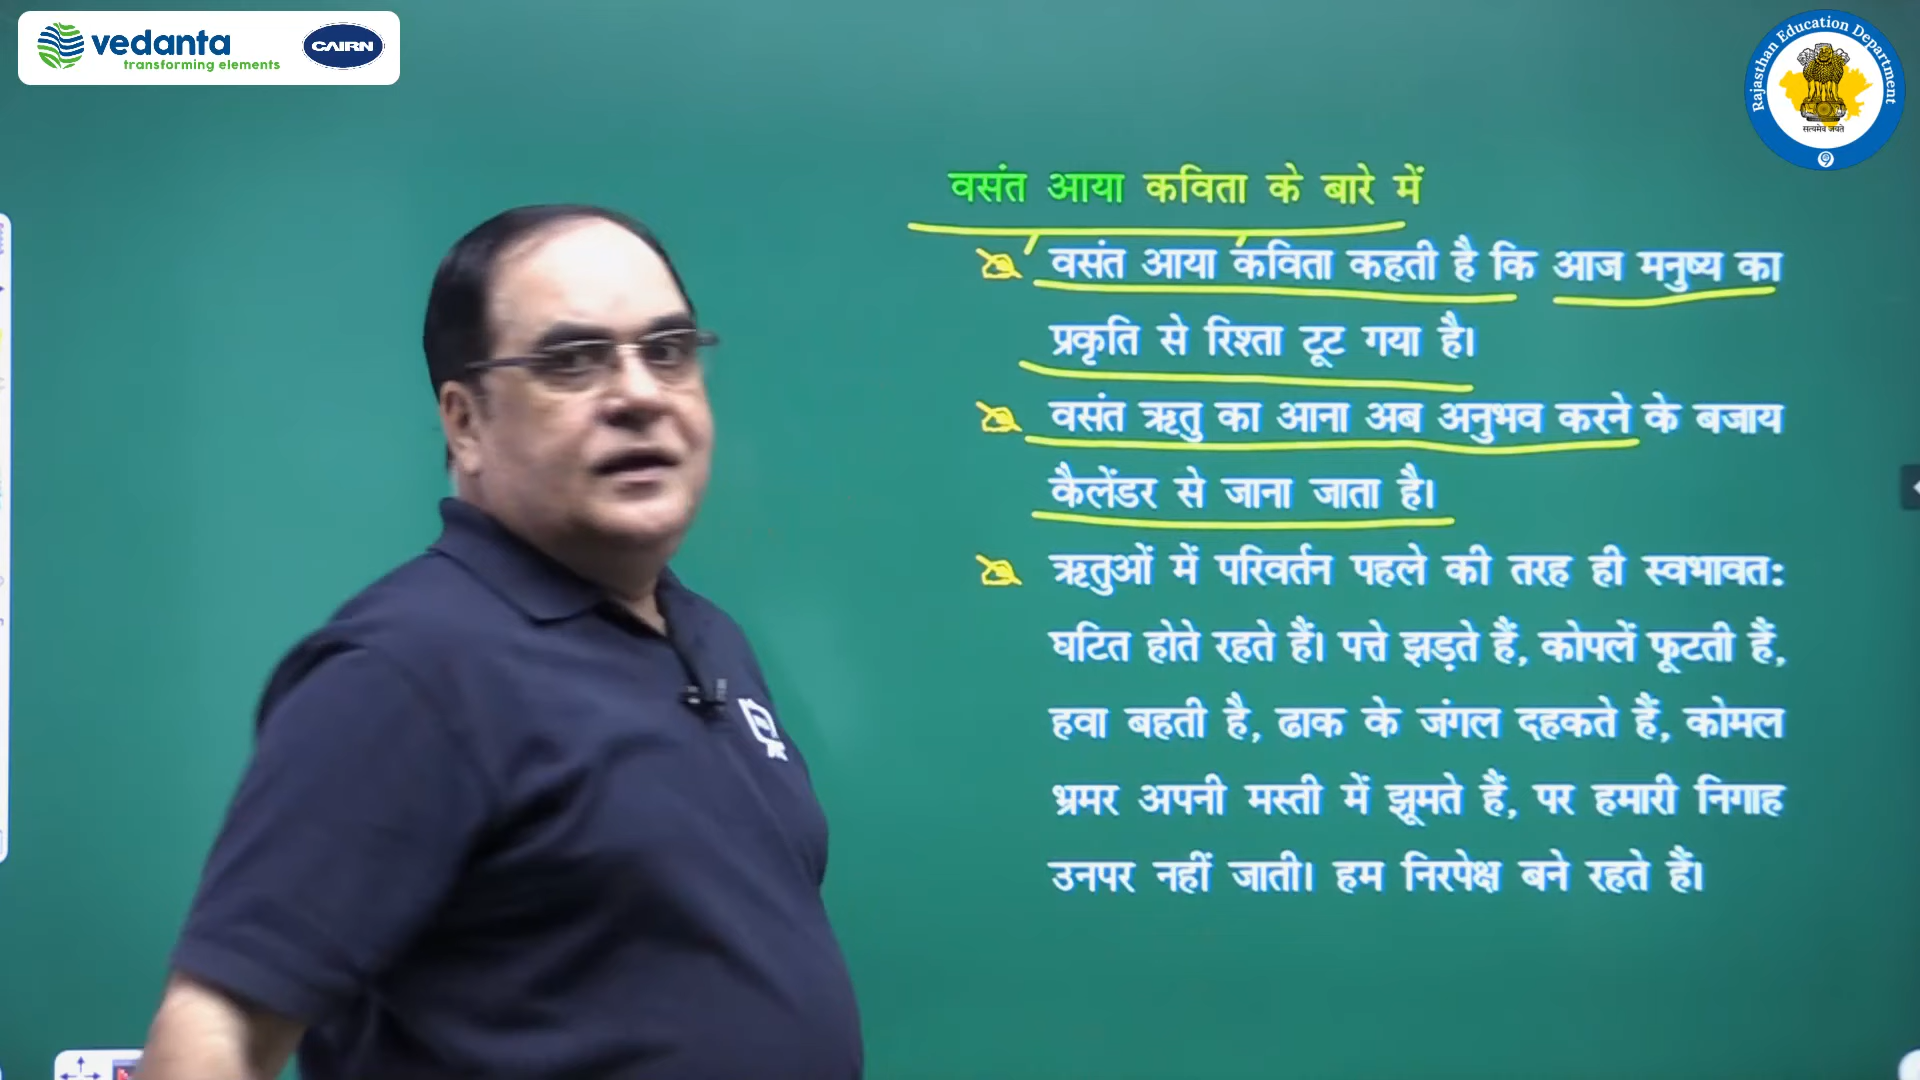 vedanta
transforming elements
CAIRN
Rajasthan Education Department
सत्यमेव जयते
वसंत आया कविता के बारे में
वसंत आया कविता कहती है कि आज मनुष्य का
प्रकृति से रिश्ता टूट गया है।
वसंत ऋतु का आना अब अनुभव करने के बजाय
कैलेंडर से जाना जाता है।
ऋतुओं में परिवर्तन पहले की तरह ही स्वभावतः
घटित होते रहते हैं। पत्ते झड़ते हैं, कोपलें फूटती हैं,
हवा बहती है, ढाक के जंगल दहकते हैं, कोमल
भ्रमर अपनी मस्ती में झूमते हैं, पर हमारी निगाह
उनपर नहीं जाती। हम निरपेक्ष बने रहते हैं।